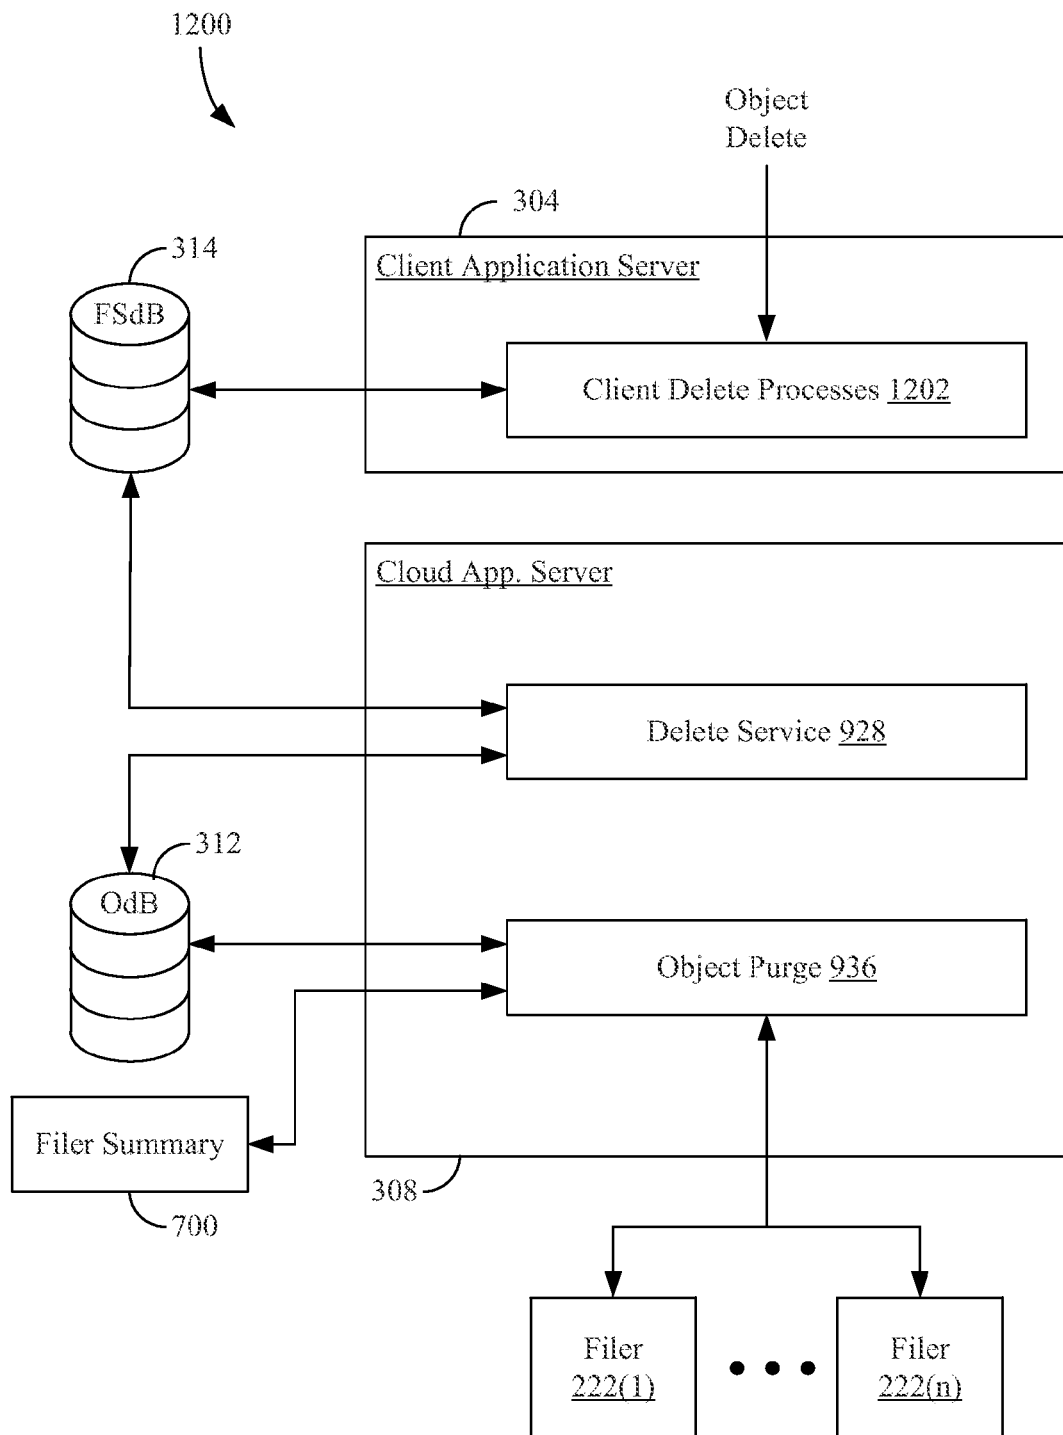 1200
Object
Delete
304
314
Client Application Server
FSdB
Client Delete Processes 1202
Cloud App. Server
Delete Service 928
312
OdB
Object Purge 936
Filer Summary
308
700
Filer
222(1)
Filer
222(n)